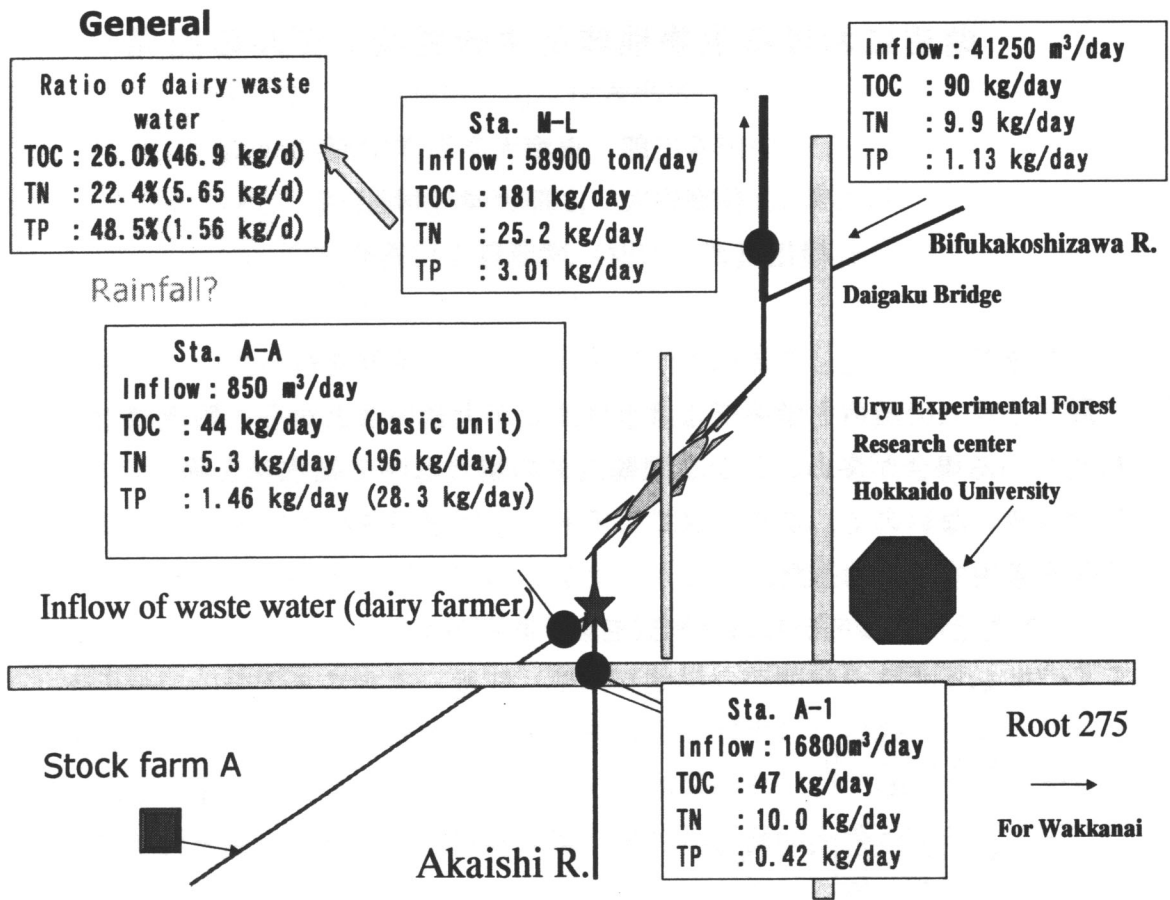 General
Ratio of dairy waste
water
TOC : 26.0%(46.9 kg/d)
TN : 22.4%(5.65 kg/d)
TP : 48.5%(1.56 kg/d)
Rainfall?
Sta. M-L
Inflow : 58900 ton/day
TOC : 181 kg/day
TN : 25.2 kg/day
TP : 3.01 kg/day
Inflow : 41250 m³/day
TOC : 90 kg/day
TN : 9.9 kg/day
TP : 1.13 kg/day
Bifukakoshizawa R.
Daigaku Bridge
Sta. A-A
Inflow : 850 m³/day
TOC : 44 kg/day (basic unit)
TN : 5.3 kg/day (196 kg/day)
TP : 1.46 kg/day (28.3 kg/day)
Uryu Experimental Forest
Research center
Hokkaido University
Inflow of waste water (dairy farmer)
Sta. A-1
Inflow : 16800m³/day
TOC : 47 kg/day
TN : 10.0 kg/day
TP : 0.42 kg/day
Root 275
For Wakkanai
Stock farm A
Akaishi R.